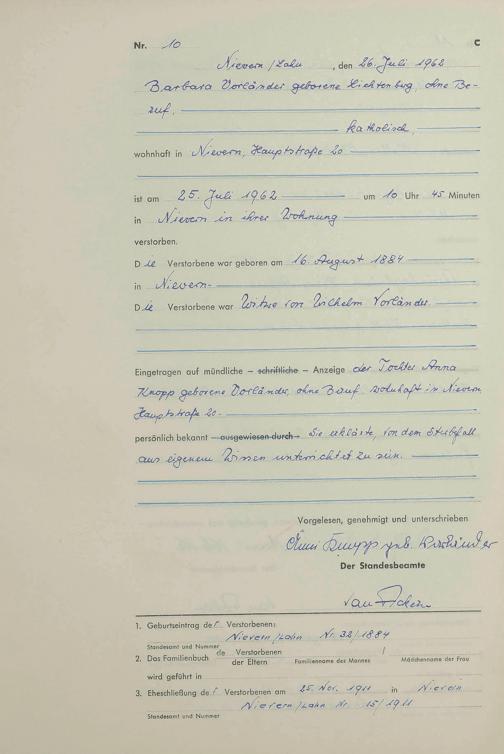 Nr. 10 C
Nievern/Lahn, den 26. Juli 1962
Barbara Vorländer geborene Lichtenberg, ohne Be-
ruf,
katholisch,
wohnhaft in Nievern, Hauptstraße 20
ist am 25. Juli 1962 um 10 Uhr 45 Minuten
in Nievern in ihrer Wohnung
verstorben.
Die Verstorbene war geboren am 16. August 1884
in Nievern.
Die Verstorbene war Witwe von Wilhelm Vorländer.
Eingetragen auf mündliche – schriftliche – Anzeige der Tochter Anna
Knopp geborene Vorländer, ohne Beruf, wohnhaft in Nievern
Hauptstraße 20.
persönlich bekannt – ausgewiesen durch – Sie erklärte, von dem Sterbefall
aus eigenem Wissen unterrichtet zu sein.
Vorgelesen, genehmigt und unterschrieben
Knopp geb. Vorländer
Der Standesbeamte
1. Geburtseintrag der Verstorbenen:
Nievern/Lahn Nr. 32/1884
Standesamt und Nummer
2. Das Familienbuch de Verstorbenen /
der Eltern Familienname des Mannes Mädchenname der Frau
wird geführt in
3. Eheschließung der Verstorbenen am 25. Nov. 1911 in Nievern
Nievern/Lahn Nr. 15/1911
Standesamt und Nummer